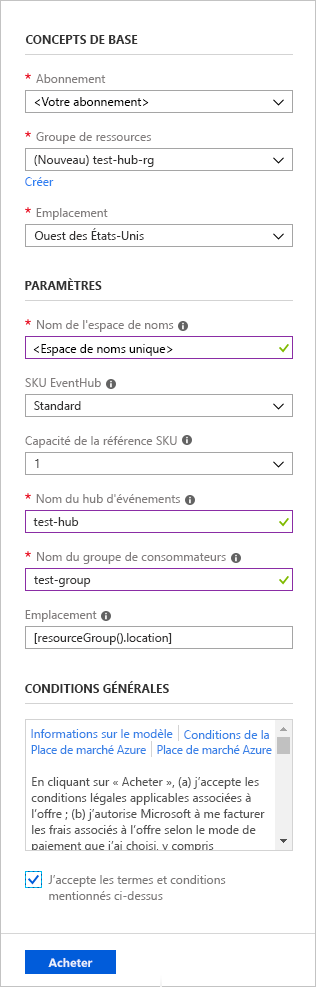 CONCEPTS DE BASE
* Abonnement
<Votre abonnement>
* Groupe de ressources
(Nouveau) test-hub-rg
Créer
* Emplacement
Ouest des États-Unis
PARAMÈTRES
* Nom de l'espace de noms
<Espace de noms unique>
SKU EventHub
Standard
Capacité de la référence SKU
1
* Nom du hub d'événements
test-hub
* Nom du groupe de consommateurs
test-group
Emplacement
[resourceGroup().location]
CONDITIONS GÉNÉRALES
Informations sur le modèle | Conditions de la
Place de marché Azure | Place de marché Azure
En cliquant sur « Acheter », (a) j'accepte les
conditions légales applicables associées à
l'offre ; (b) j'autorise Microsoft à me facturer
les frais associés à l'offre selon le mode de
paiement que j'ai choisi, y compris
J'accepte les termes et conditions
mentionnés ci-dessus
Acheter